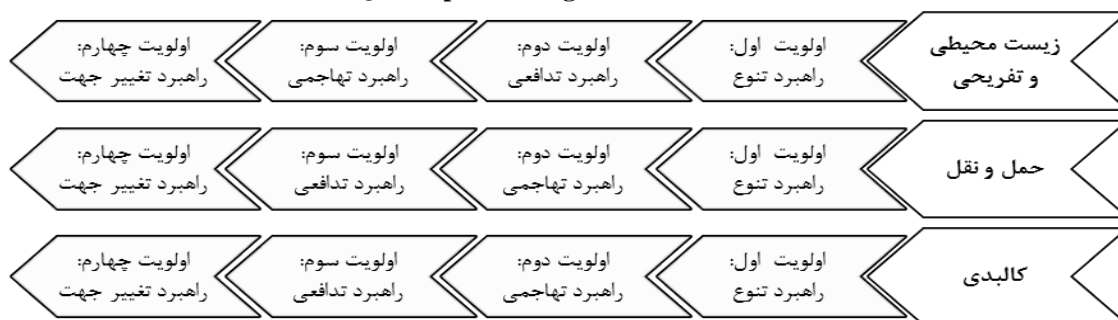 زیست محیطی
و تفریحی
اولویت اول:
راهبرد تنوع
اولویت دوم:
راهبرد تدافعی
اولویت سوم:
راهبرد تهاجمی
اولویت چهارم:
راهبرد تغییر جهت
حمل و نقل
اولویت اول:
راهبرد تنوع
اولویت دوم:
راهبرد تهاجمی
اولویت سوم:
راهبرد تدافعی
اولویت چهارم:
راهبرد تغییر جهت
کالبدی
اولویت اول:
راهبرد تنوع
اولویت دوم:
راهبرد تهاجمی
اولویت سوم:
راهبرد تدافعی
اولویت چهارم:
راهبرد تغییر جهت